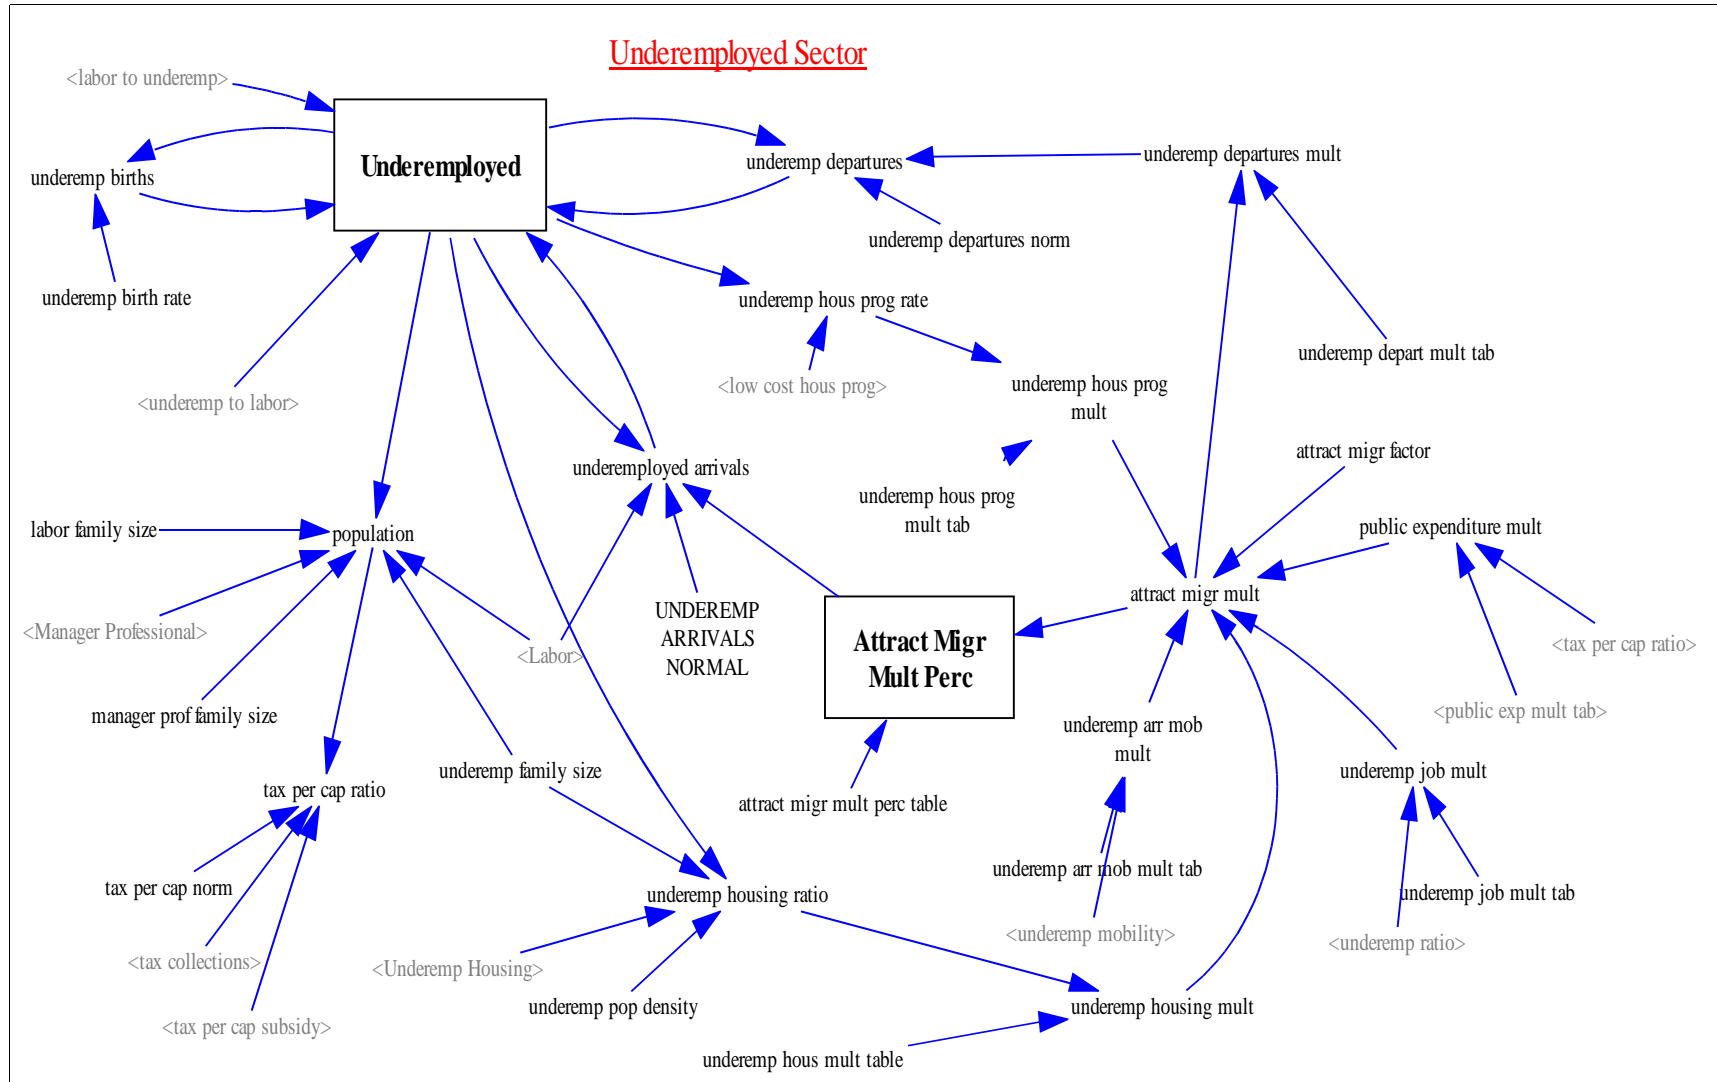 Underemployed Sector
<labor to underemp>
Underemployed
underemp births
underemp departures
underemp departures mult
underemp departures norm
underemp birth rate
underemp hous prog rate
underemp depart mult tab
<low cost hous prog>
<underemp to labor>
underemp hous prog
mult
attract migr factor
underemployed arrivals
underemp hous prog
mult tab
labor family size
population
public expenditure mult
attract migr mult
UNDEREMP
ARRIVALS
NORMAL
<Manager Professional>
<Labor>
Attract Migr
Mult Perc
<tax per cap ratio>
manager prof family size
<public exp mult tab>
underemp arr mob
mult
underemp family size
underemp job mult
tax per cap ratio
attract migr mult perc table
underemp arr mob mult tab
tax per cap norm
underemp housing ratio
underemp job mult tab
<underemp mobility>
<underemp ratio>
<tax collections>
<Underemp Housing>
underemp pop density
underemp housing mult
<tax per cap subsidy>
underemp hous mult table